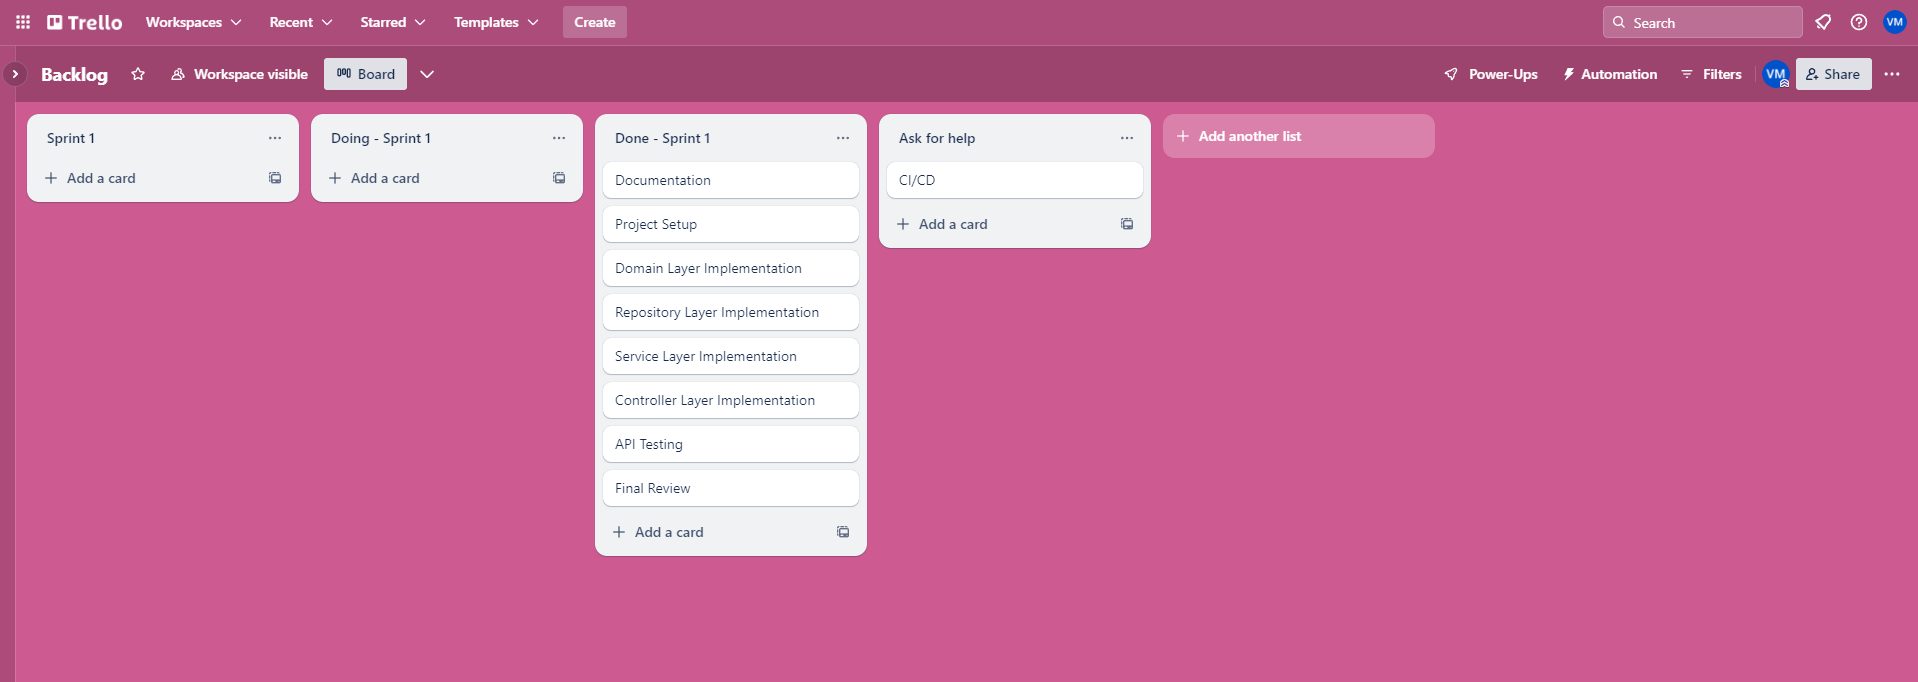 Trello Workspaces Recent Starred Templates Create Search VM
Backlog Workspace visible Board Power-Ups Automation Filters VM Share
Sprint 1
Add a card
Doing - Sprint 1
Add a card
Done - Sprint 1
Documentation
Project Setup
Domain Layer Implementation
Repository Layer Implementation
Service Layer Implementation
Controller Layer Implementation
API Testing
Final Review
Add a card
Ask for help
CI/CD
Add a card
Add another list